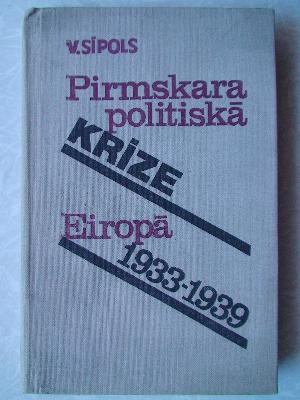 V.SĪPOLS
Pirmskara
politiskā
KRĪZE
Eiropā
1933-1939